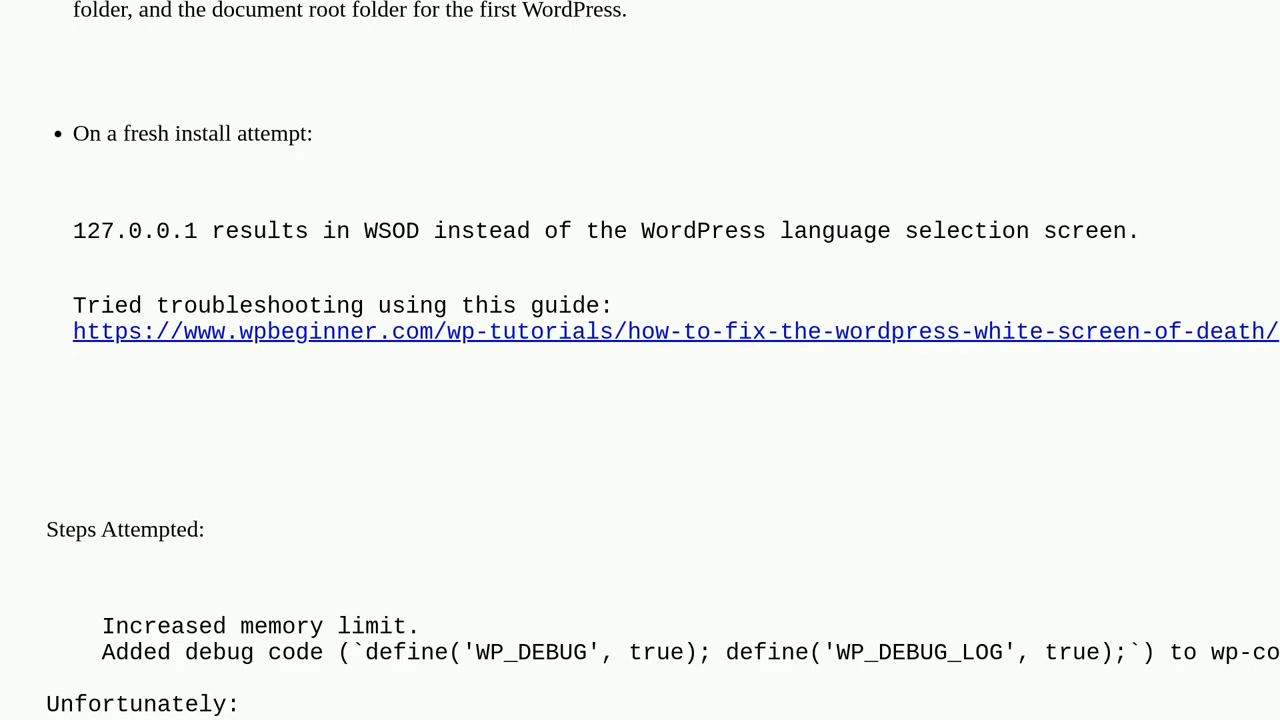 folder, and the document root folder for the first WordPress.
• On a fresh install attempt:
127.0.0.1 results in WSOD instead of the WordPress language selection screen.
Tried troubleshooting using this guide:
https://www.wpbeginner.com/wp-tutorials/how-to-fix-the-wordpress-white-screen-of-death/
Steps Attempted:
Increased memory limit.
Added debug code (`define('WP_DEBUG', true); define('WP_DEBUG_LOG', true);`) to wp-co
Unfortunately: